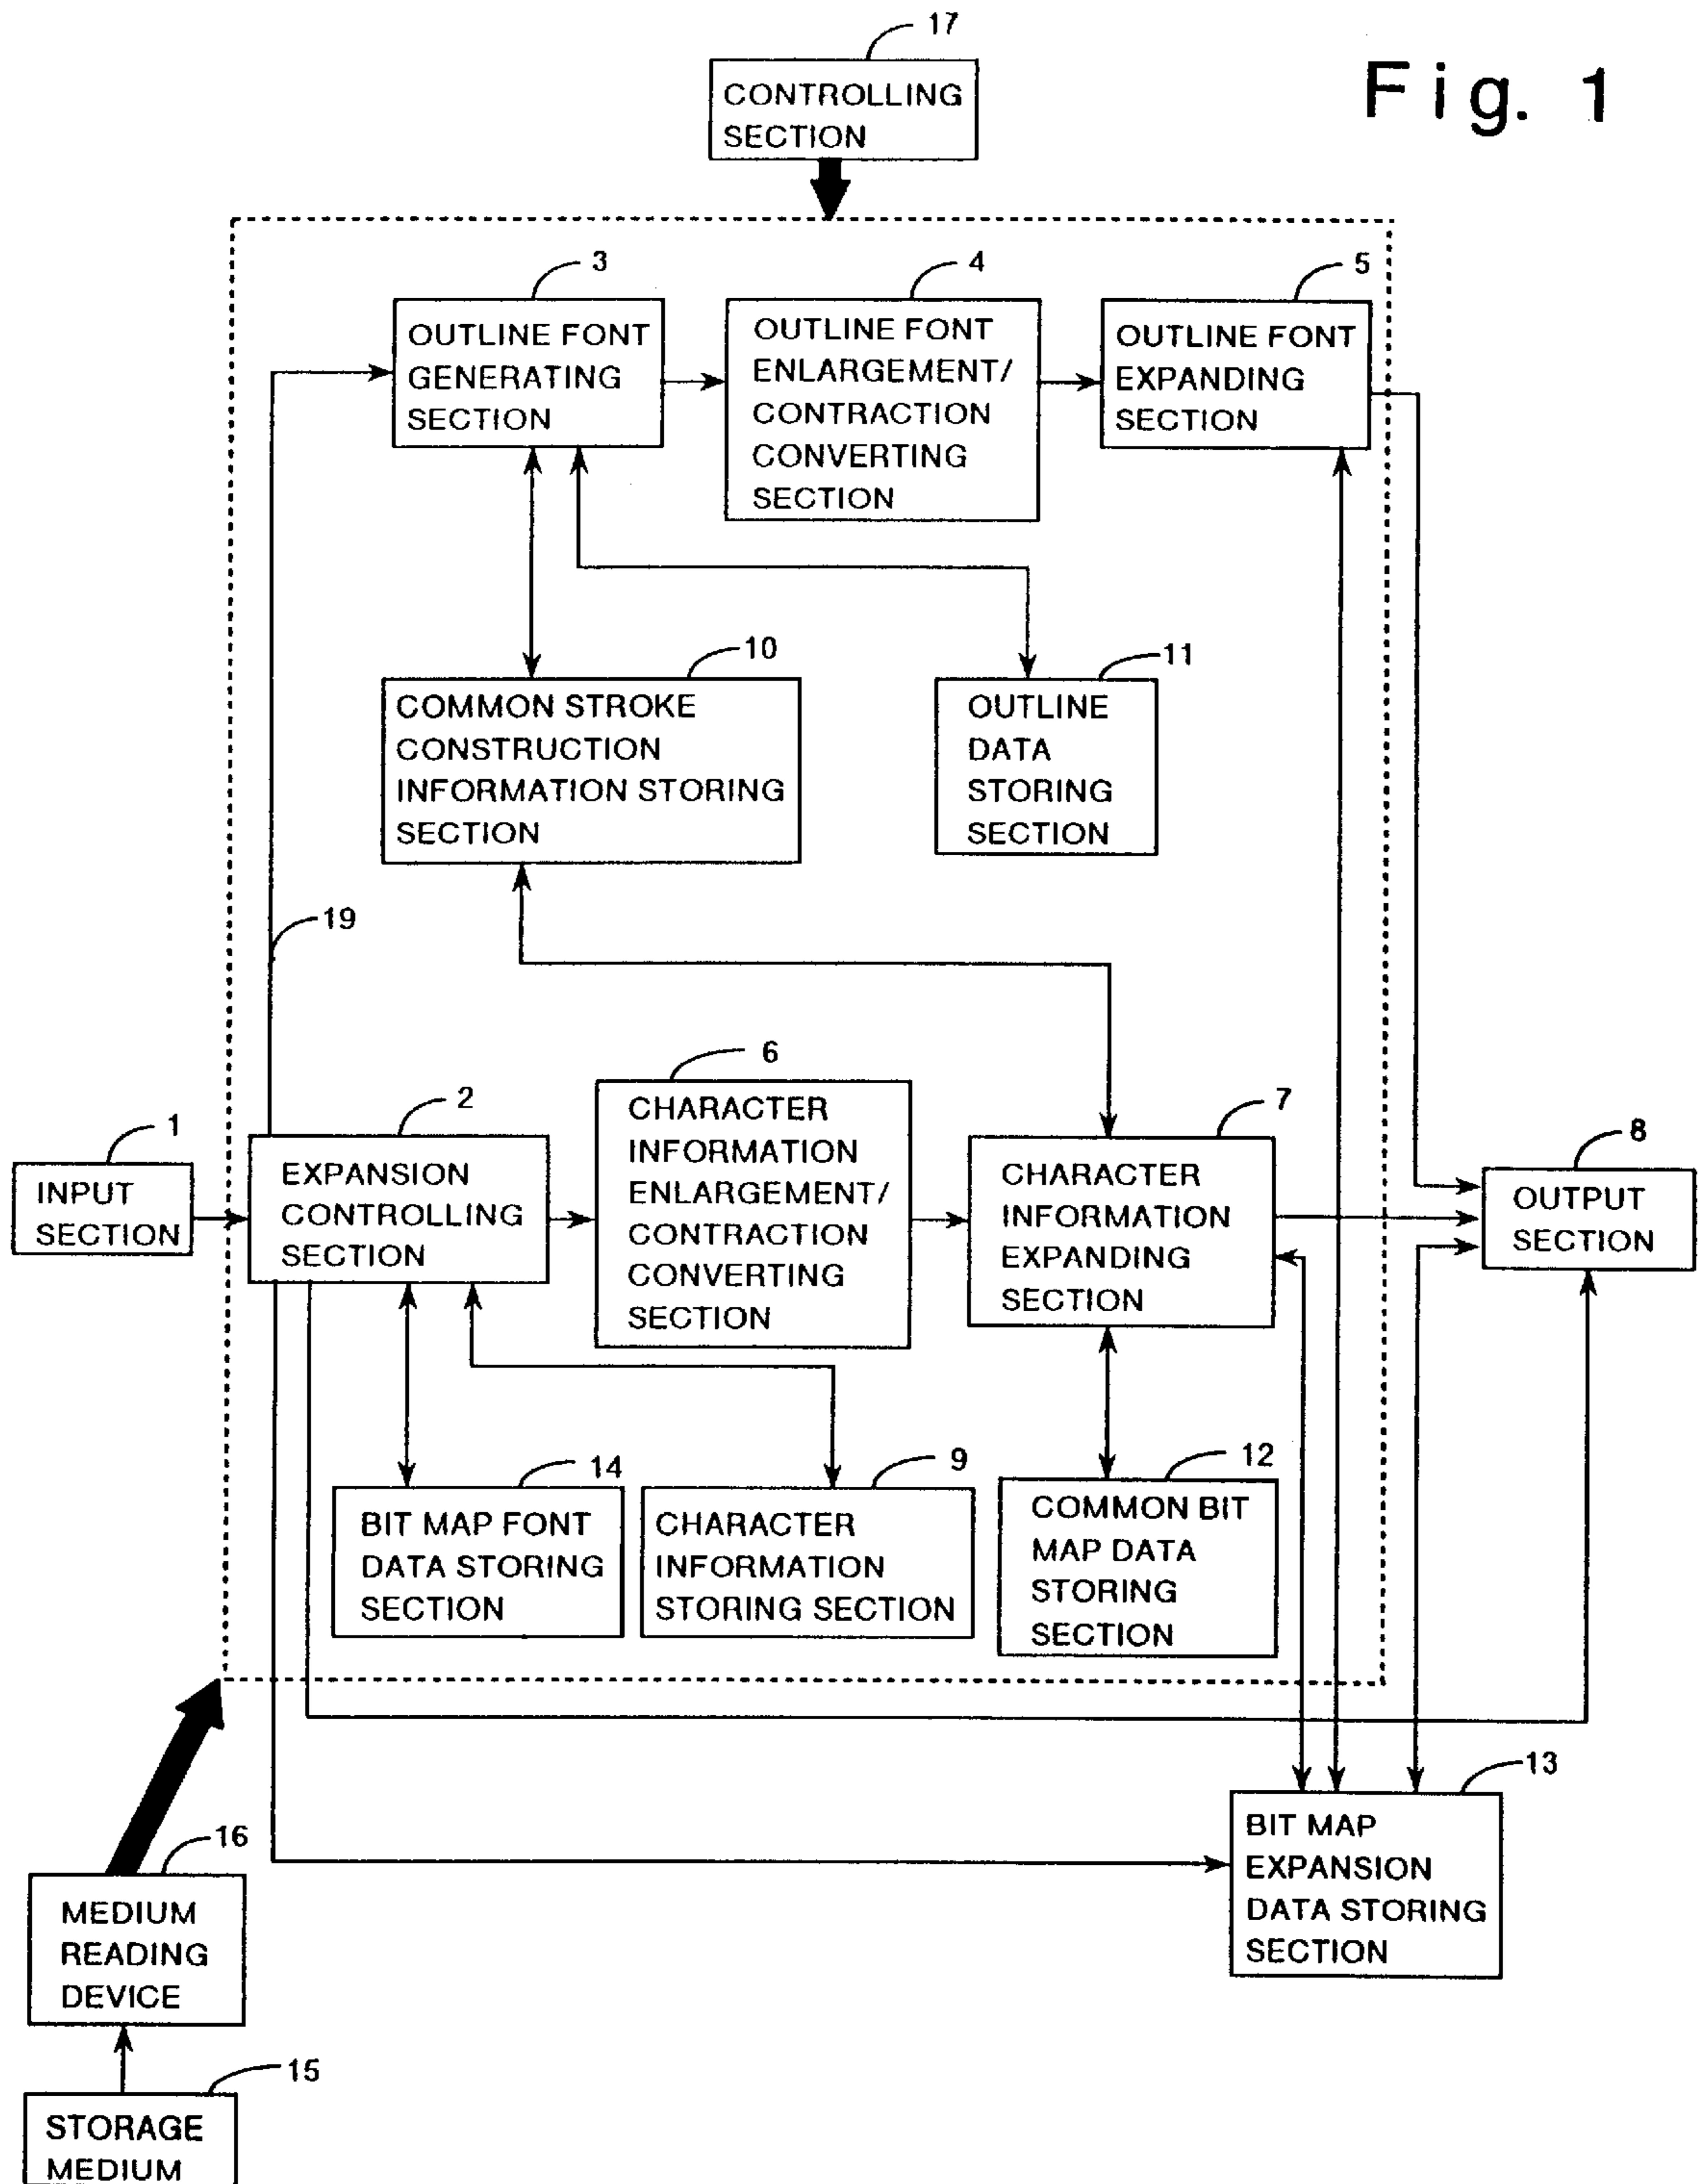 Fig. 1
17
CONTROLLING
SECTION
3
OUTLINE FONT
GENERATING
SECTION
4
OUTLINE FONT
ENLARGEMENT/
CONTRACTION
CONVERTING
SECTION
5
OUTLINE FONT
EXPANDING
SECTION
10
COMMON STROKE
CONSTRUCTION
INFORMATION STORING
SECTION
11
OUTLINE
DATA
STORING
SECTION
19
1
INPUT
SECTION
2
EXPANSION
CONTROLLING
SECTION
6
CHARACTER
INFORMATION
ENLARGEMENT/
CONTRACTION
CONVERTING
SECTION
7
CHARACTER
INFORMATION
EXPANDING
SECTION
8
OUTPUT
SECTION
14
BIT MAP FONT
DATA STORING
SECTION
9
CHARACTER
INFORMATION
STORING SECTION
12
COMMON BIT
MAP DATA
STORING
SECTION
13
BIT MAP
EXPANSION
DATA STORING
SECTION
16
MEDIUM
READING
DEVICE
15
STORAGE
MEDIUM